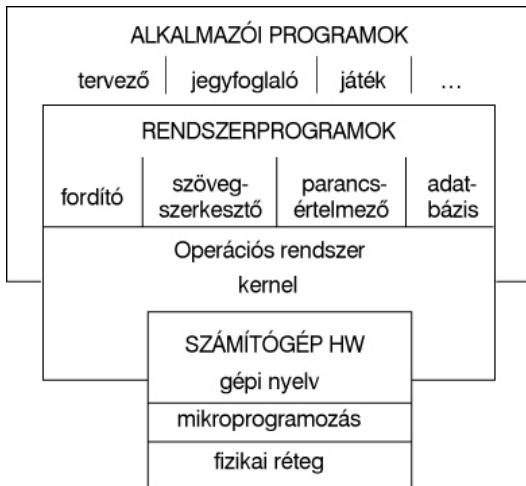 ALKALMAZÓI PROGRAMOK
tervező jegyfoglaló játék ...
RENDSZERPROGRAMOK
fordító szöveg-szerkesztő parancs-értelmező adat-bázis
Operációs rendszer
kernel
SZÁMÍTÓGÉP HW
gépi nyelv
mikroprogramozás
fizikai réteg